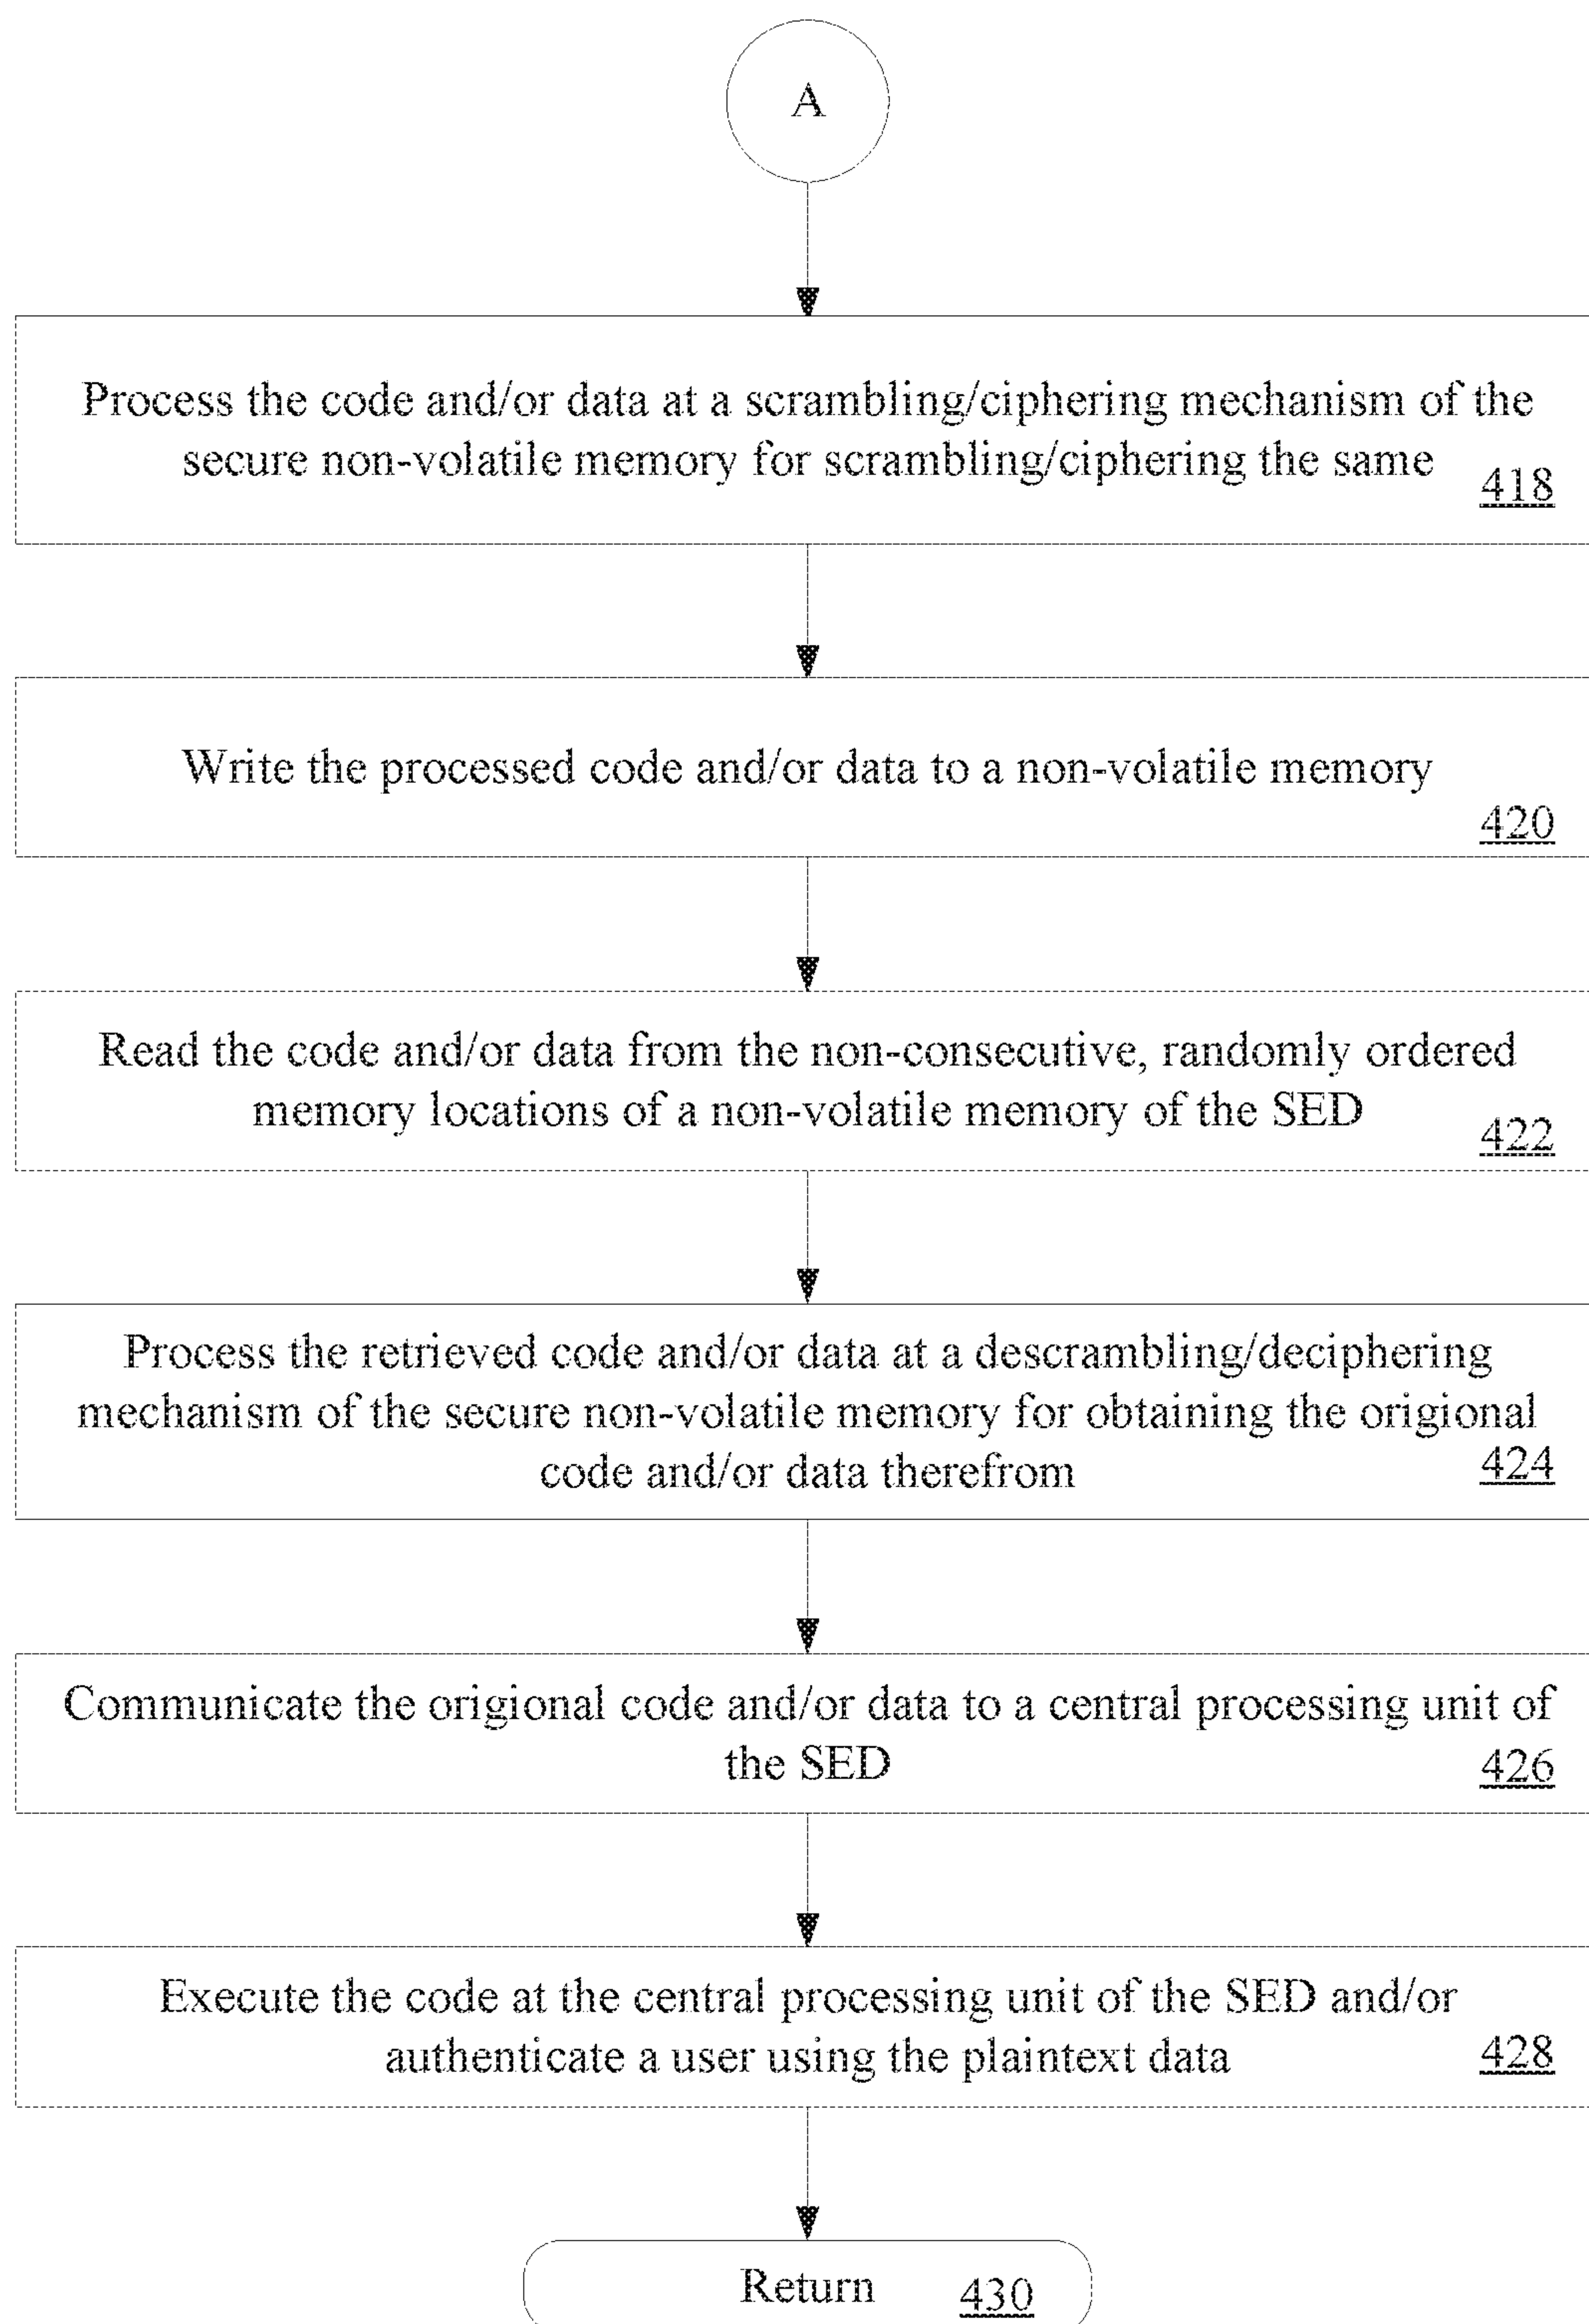 A
Process the code and/or data at a scrambling/ciphering mechanism of the
secure non-volatile memory for scrambling/ciphering the same
418
Write the processed code and/or data to a non-volatile memory
420
Read the code and/or data from the non-consecutive, randomly ordered
memory locations of a non-volatile memory of the SED
422
Process the retrieved code and/or data at a descrambling/deciphering
mechanism of the secure non-volatile memory for obtaining the origional
code and/or data therefrom
424
Communicate the origional code and/or data to a central processing unit of
the SED
426
Execute the code at the central processing unit of the SED and/or
authenticate a user using the plaintext data
428
Return 430